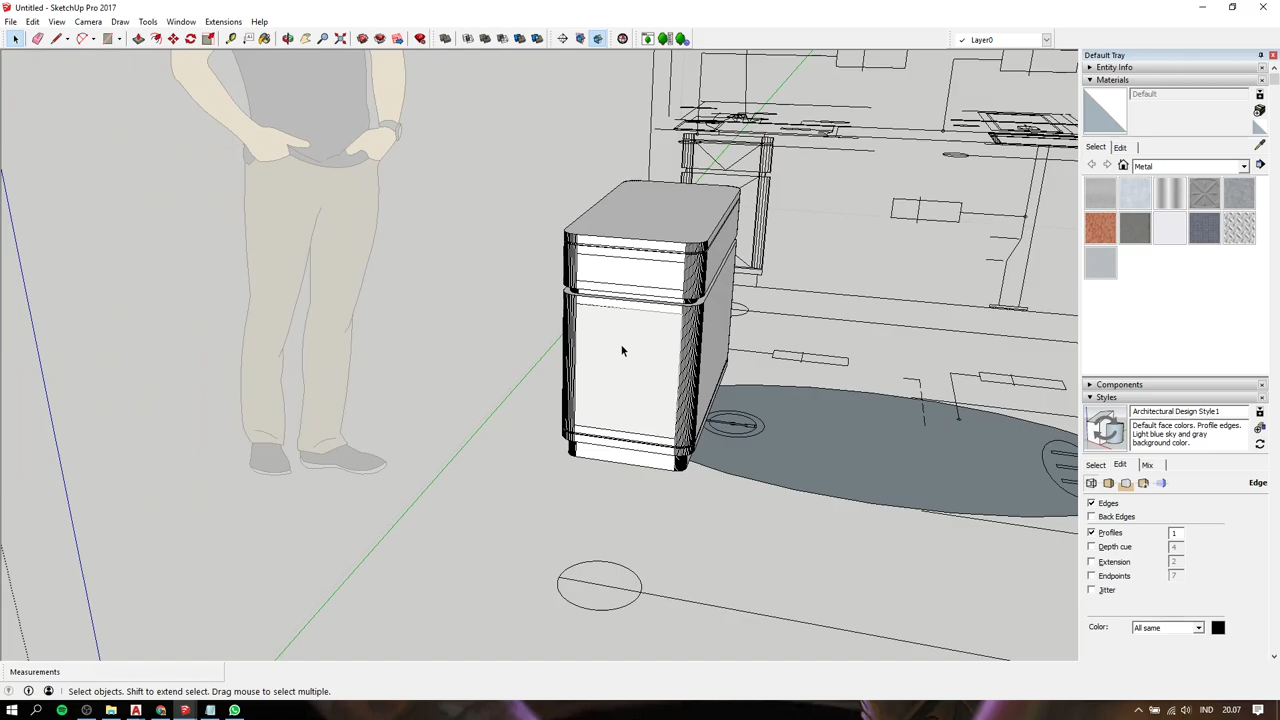 Untitled - SketchUp Pro 2017
File Edit View Camera Draw Tools Window Extensions Help
Layer0
Default Tray
Entity Info
Materials
Default
Select Edit
Metal
Components
Styles
Architectural Design Style1
Default face colors. Profile edges.
Light blue sky and gray
background color.
Select Edit Mix
Edge
Edges
Back Edges
Profiles 1
Depth cue 4
Extension 2
Endpoints 7
Jitter
Color: All same
Measurements
Select objects. Shift to extend select. Drag mouse to select multiple.
IND 20.07